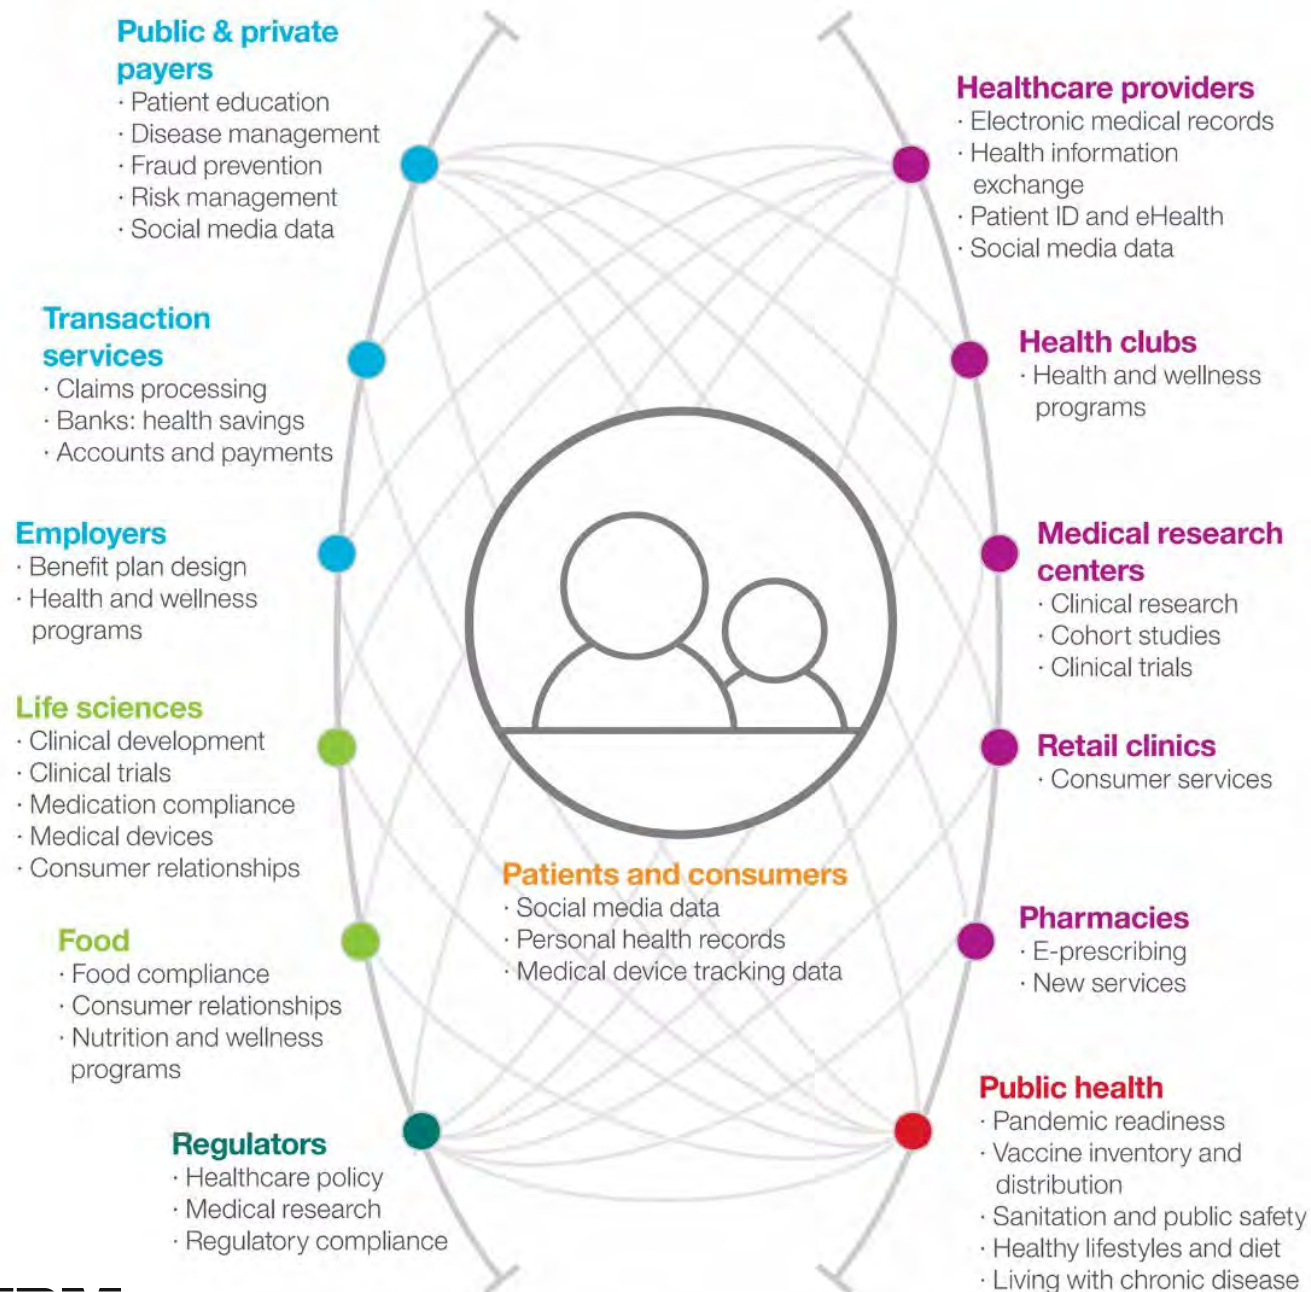 Public & private
payers
· Patient education
· Disease management
· Fraud prevention
· Risk management
· Social media data
Transaction
services
· Claims processing
· Banks: health savings
· Accounts and payments
Employers
· Benefit plan design
· Health and wellness
programs
Life sciences
· Clinical development
· Clinical trials
· Medication compliance
· Medical devices
· Consumer relationships
Food
· Food compliance
· Consumer relationships
· Nutrition and wellness
programs
Regulators
· Healthcare policy
· Medical research
· Regulatory compliance
Patients and consumers
· Social media data
· Personal health records
· Medical device tracking data
Healthcare providers
· Electronic medical records
· Health information
exchange
· Patient ID and eHealth
· Social media data
Health clubs
· Health and wellness
programs
Medical research
centers
· Clinical research
· Cohort studies
· Clinical trials
Retail clinics
· Consumer services
Pharmacies
· E-prescribing
· New services
Public health
· Pandemic readiness
· Vaccine inventory and
distribution
· Sanitation and public safety
· Healthy lifestyles and diet
· Living with chronic disease